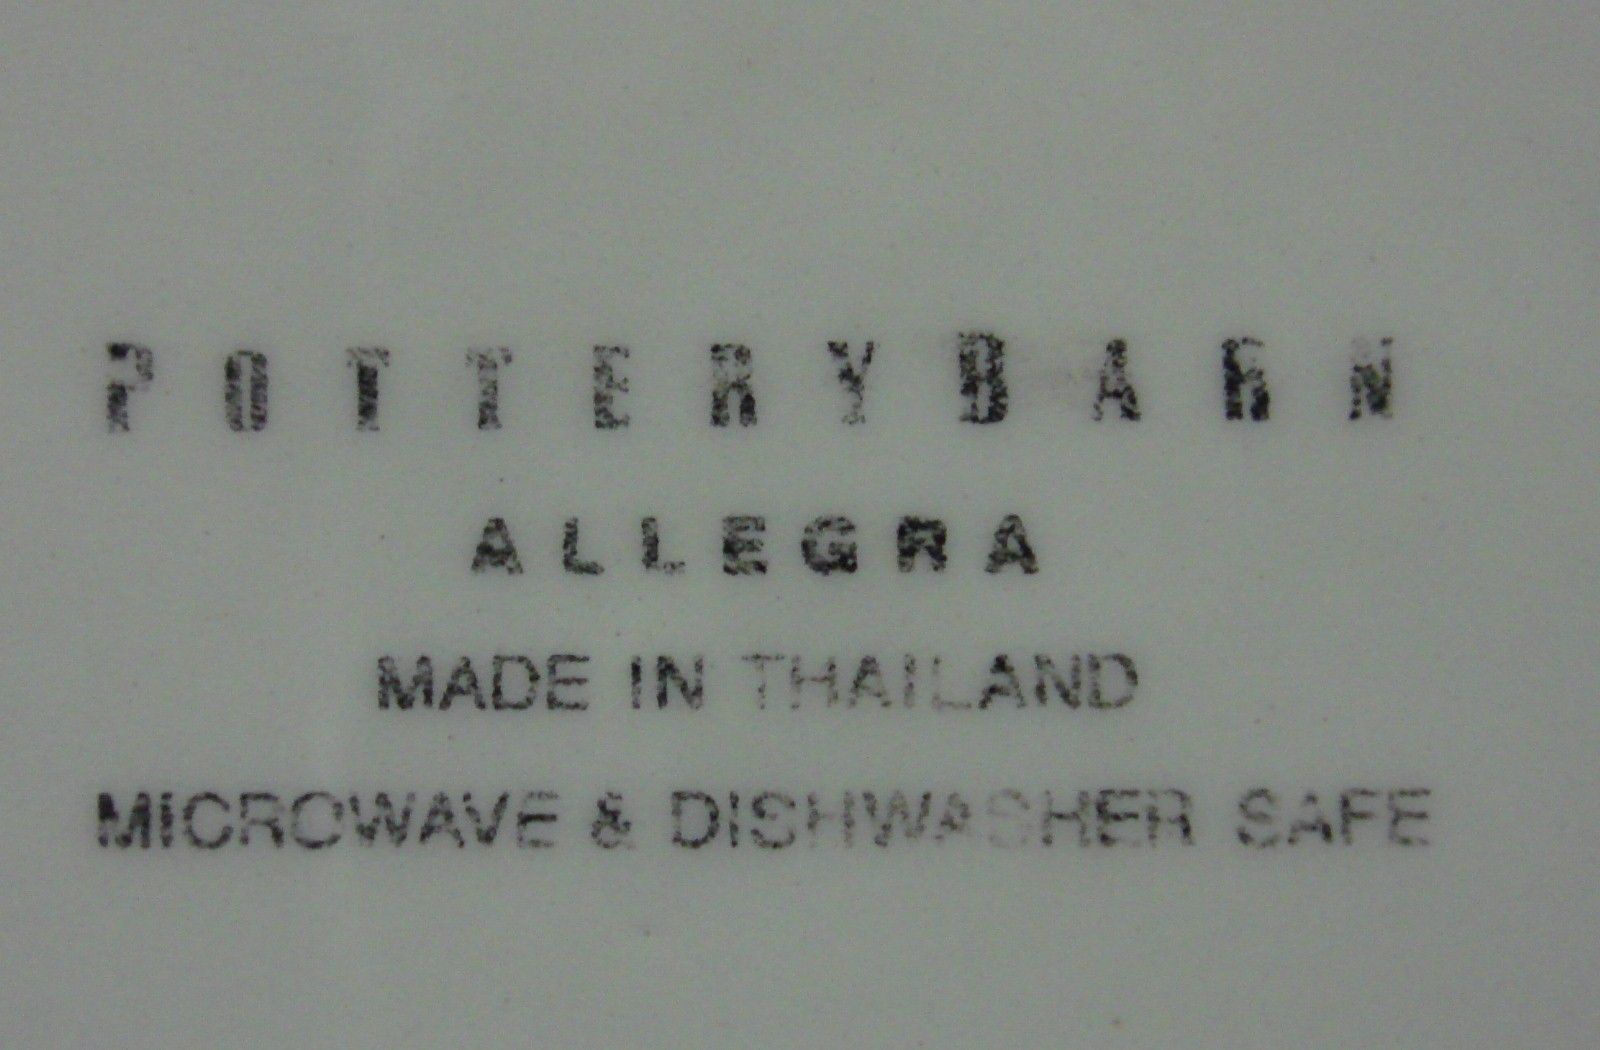 POTTERYBARN
ALLEGRA
MADE IN THAILAND
MICROWAVE & DISHWASHER SAFE